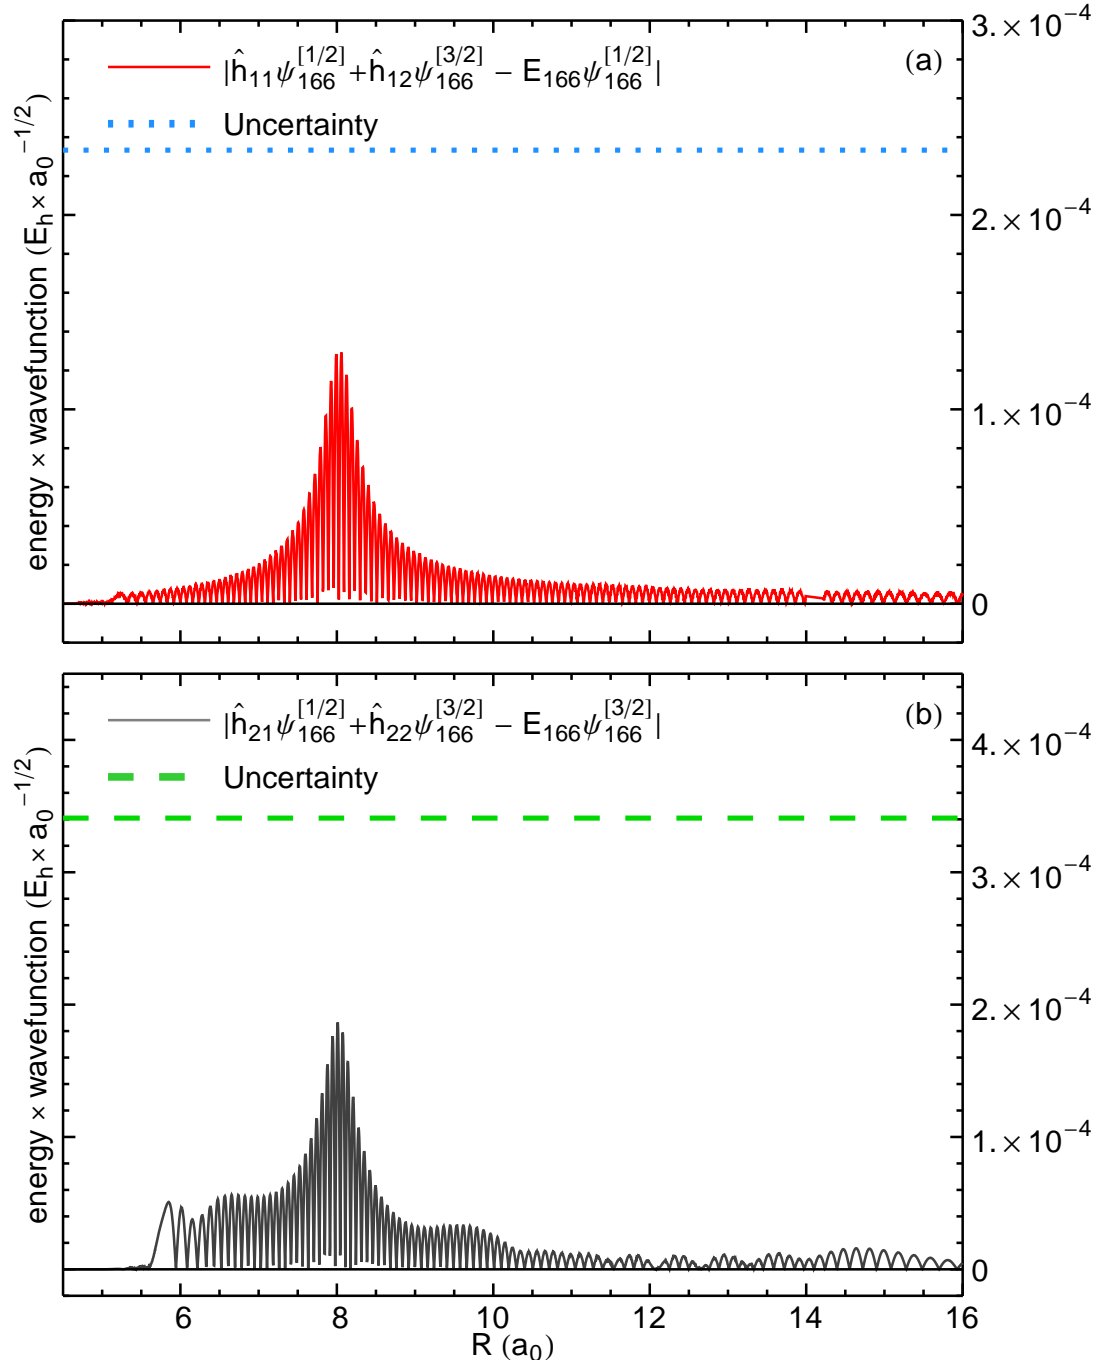 (a)
|ĥ₁₁ψ₁₆₆^[1/2]+ĥ₁₂ψ₁₆₆^[3/2] − E₁₆₆ψ₁₆₆^[1/2]|
Uncertainty
energy × wavefunction (Eₕ× a₀^−1/2)
3.×10⁻⁴
2.×10⁻⁴
1.×10⁻⁴
0
(b)
|ĥ₂₁ψ₁₆₆^[1/2]+ĥ₂₂ψ₁₆₆^[3/2] − E₁₆₆ψ₁₆₆^[3/2]|
Uncertainty
energy × wavefunction (Eₕ× a₀^−1/2)
4.×10⁻⁴
3.×10⁻⁴
2.×10⁻⁴
1.×10⁻⁴
0
6 8 10 12 14 16
R (a₀)